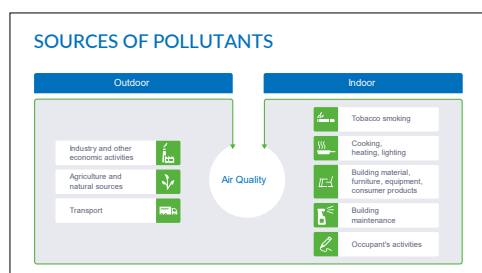 SOURCES OF POLLUTANTS
Outdoor
Indoor
Industry and other
economic activities
Agriculture and
natural sources
Transport
Air Quality
Tobacco smoking
Cooking,
heating, lighting
Building material,
furniture, equipment,
consumer products
Building
maintenance
Occupant's activities